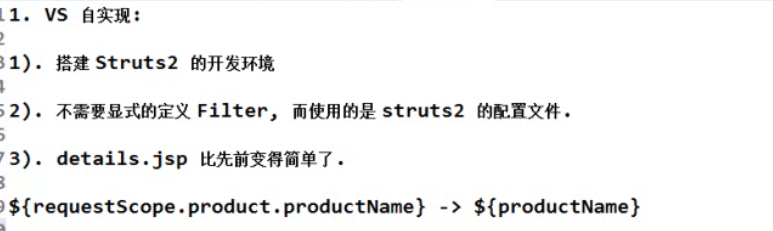 1. VS 自实现:
1). 搭建 Struts2 的开发环境
2). 不需要显式的定义 Filter, 而使用的是 struts2 的配置文件.
3). details.jsp 比先前变得简单了.
${requestScope.product.productName} -> ${productName}